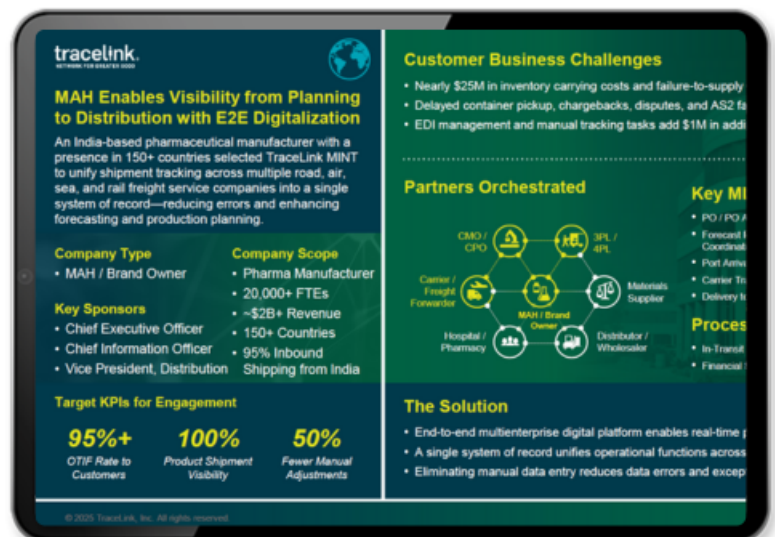 tracelink.
NETWORK FOR GREATER GOOD
MAH Enables Visibility from Planning
to Distribution with E2E Digitalization
An India-based pharmaceutical manufacturer with a
presence in 150+ countries selected TraceLink MINT
to unify shipment tracking across multiple road, air,
sea, and rail freight service companies into a single
system of record—reducing errors and enhancing
forecasting and production planning.
Company Type
• MAH / Brand Owner
Key Sponsors
• Chief Executive Officer
• Chief Information Officer
• Vice President, Distribution
Company Scope
• Pharma Manufacturer
• 20,000+ FTEs
• ~$2B+ Revenue
• 150+ Countries
• 95% Inbound
Shipping from India
Target KPIs for Engagement
95%+
OTIF Rate to
Customers
100%
Product Shipment
Visibility
50%
Fewer Manual
Adjustments
© 2025 TraceLink, Inc. All rights reserved.
Customer Business Challenges
• Nearly $25M in inventory carrying costs and failure-to-supply
• Delayed container pickup, chargebacks, disputes, and AS2
• EDI management and manual tracking tasks add $1M in
Partners Orchestrated
CMO /
CPO
3PL /
4PL
Carrier /
Freight
Forwarder
MAH / Brand
Owner
Materials
Supplier
Hospital /
Pharmacy
Distributor /
Wholesaler
Key
• PO / PO
• Forecast
• Port
• Carrier
• Delivery
• In-Transit
• Financial
The Solution
• End-to-end multienterprise digital platform enables real-time
• A single system of record unifies operational functions across
• Eliminating manual data entry reduces data errors and